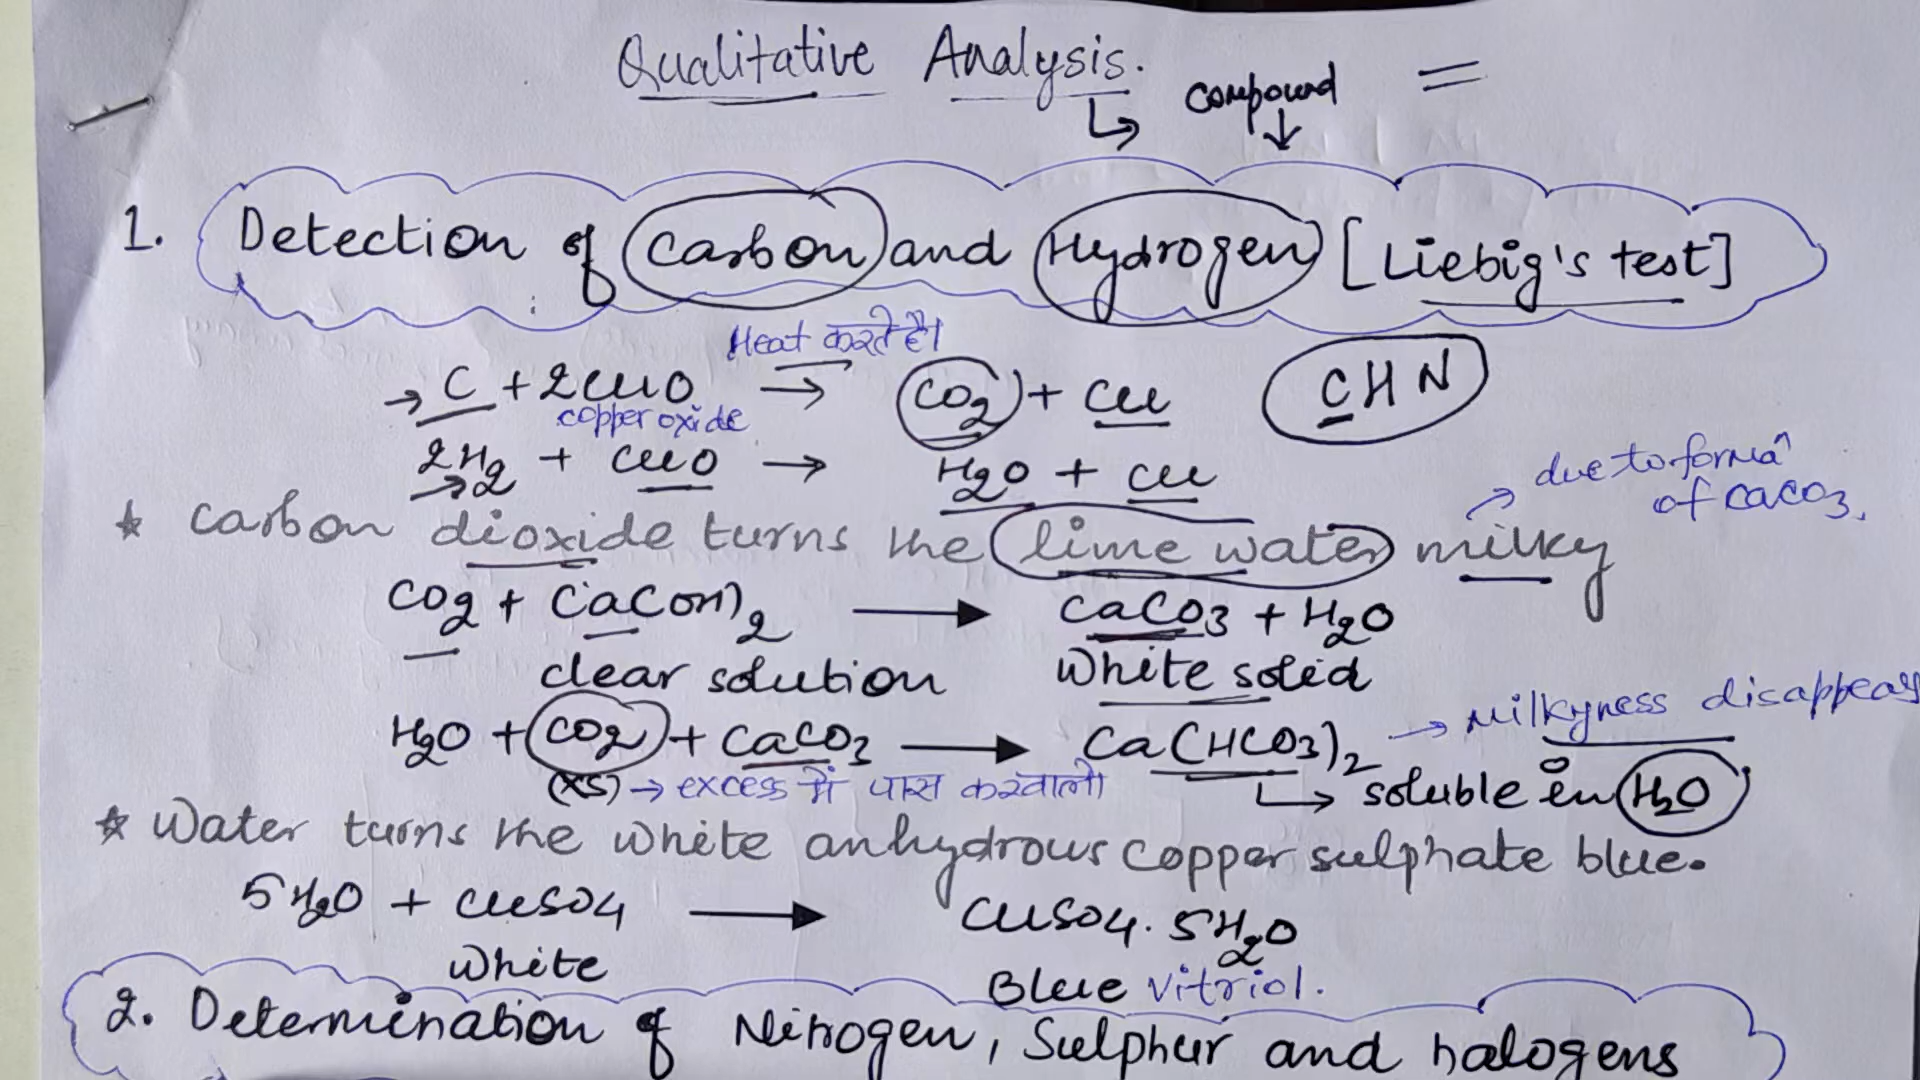 Qualitative Analysis.
↳ compound =
↓
1. Detection of Carbon and Hydrogen [Liebig's test]
Heat करते है।
→ C + 2CuO → CO2 + Cu
CHN
copper oxide
2H2 + CuO → H2O + Cu
due to forma^
of CaCO3.
* Carbon dioxide turns the lime water milky
CO2 + Ca(OH)2 → CaCO3 + H2O
clear solution White solid
H2O + CO2 + CaCO3 → Ca(HCO3)2 → Milkyness disappears
(XS) → excess में पास करवालो
↳ soluble in H2O
* Water turns the white anhydrous copper sulphate blue.
5H2O + CuSO4 → CuSO4.5H2O
White Blue vitriol.
2. Determination of Nitrogen, Sulphur and halogens